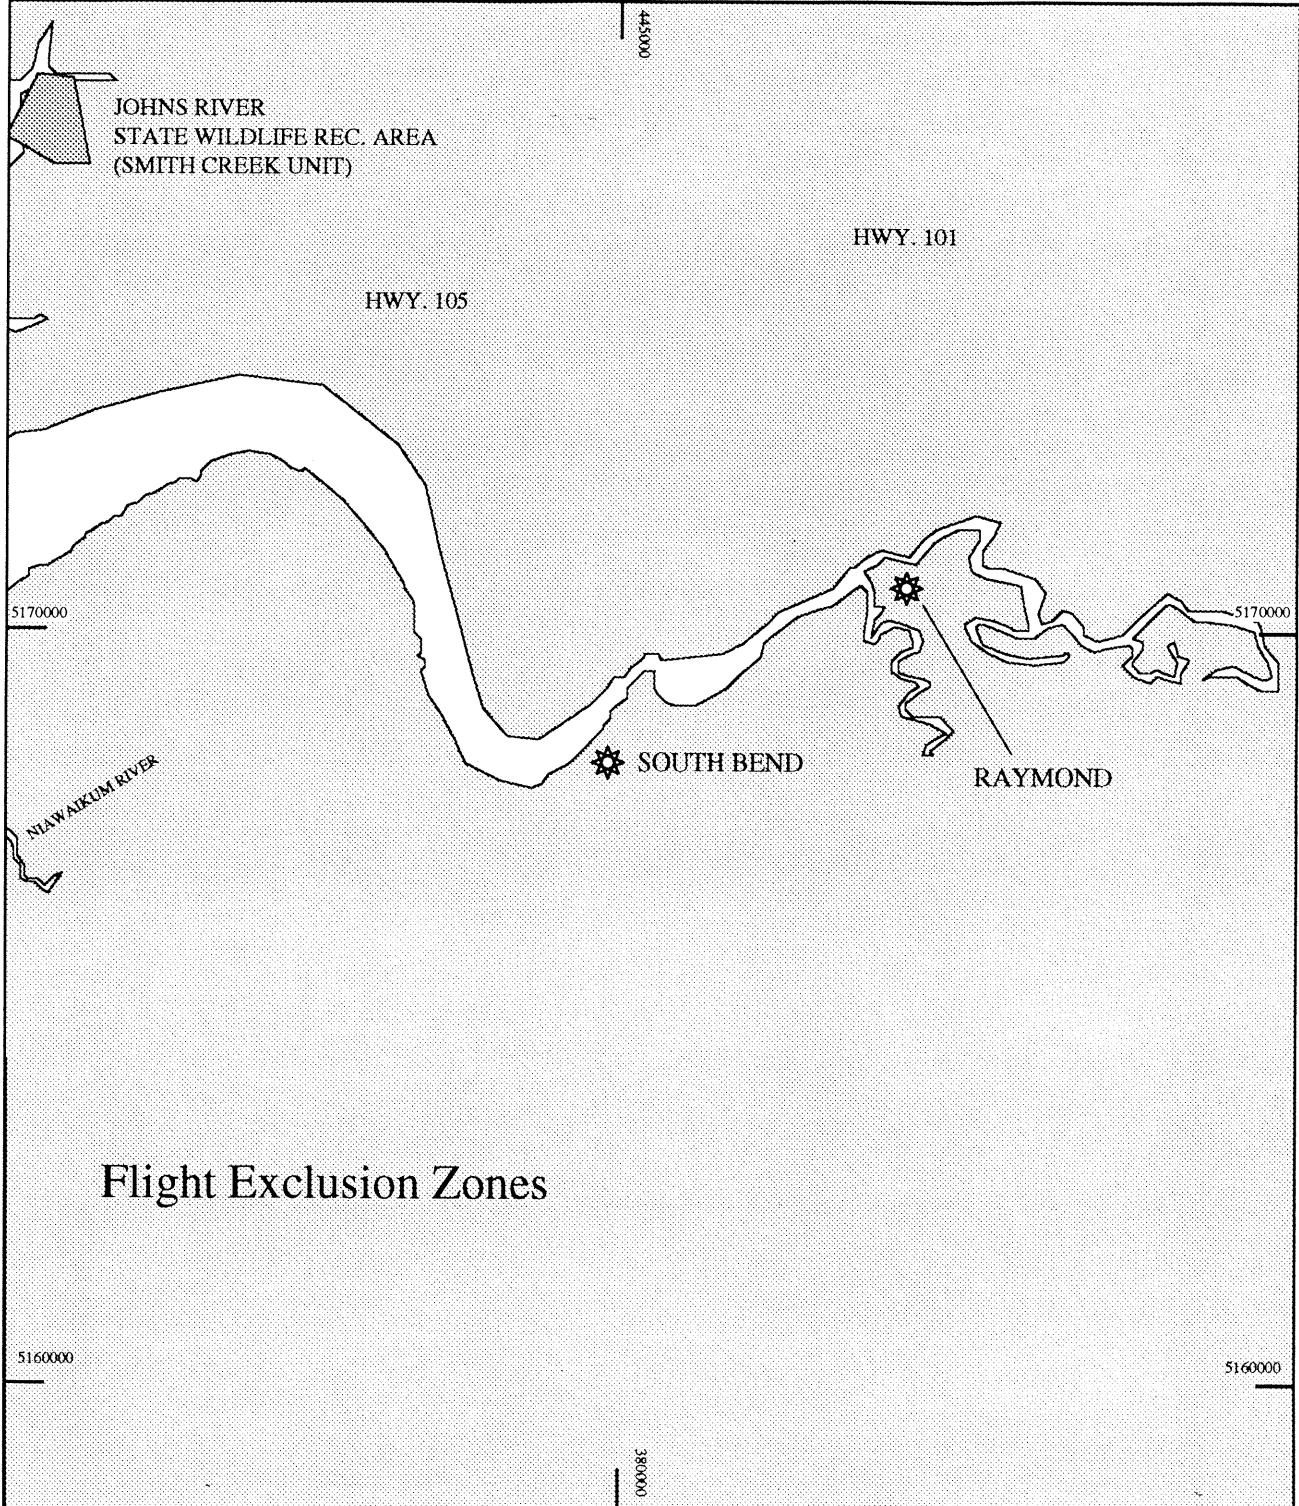 445000
JOHNS RIVER
STATE WILDLIFE REC. AREA
(SMITH CREEK UNIT)
HWY. 101
HWY. 105
5170000
5170000
SOUTH BEND
RAYMOND
NIAWAIKUM RIVER
Flight Exclusion Zones
5160000
5160000
380000